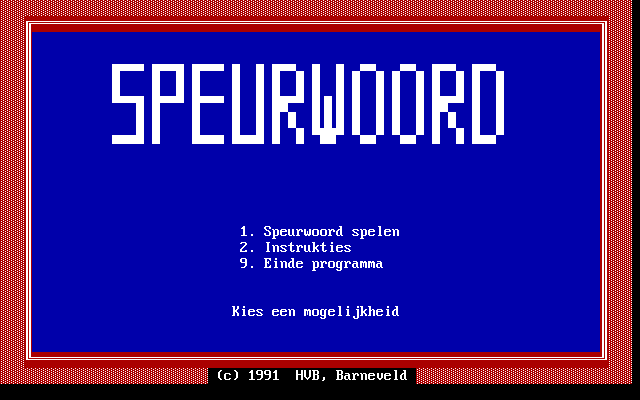 SPEURWOORD
1. Speurwoord spelen
2. Instrukties
9. Einde programma
Kies een mogelijkheid
(c) 1991  HVB, Barneveld